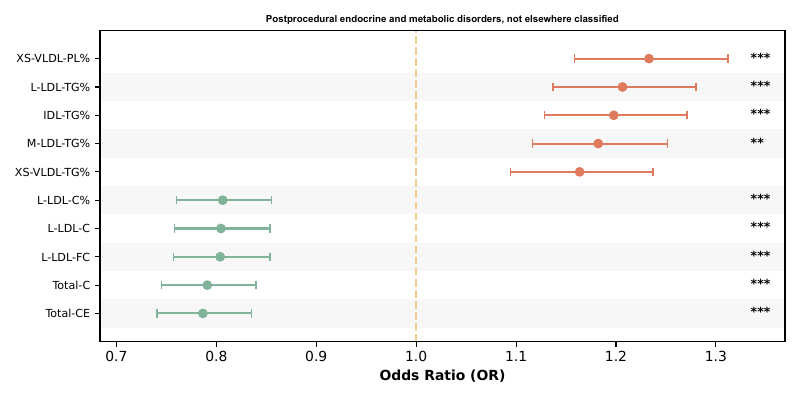 Postprocedural endocrine and metabolic disorders, not elsewhere classified
XS-VLDL-PL% ***
L-LDL-TG% ***
IDL-TG% ***
M-LDL-TG% **
XS-VLDL-TG%
L-LDL-C% ***
L-LDL-C ***
L-LDL-FC ***
Total-C ***
Total-CE ***
0.7 0.8 0.9 1.0 1.1 1.2 1.3
Odds Ratio (OR)